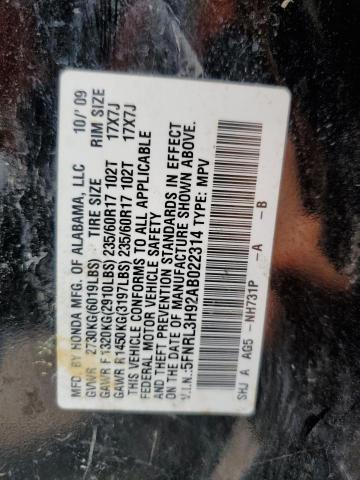 MFD. BY HONDA MFG. OF ALABAMA, LLC 10/'09
GVWR 2730KG(6019LBS) TIRE SIZE RIM SIZE
GAWR F1320KG(2910LBS) 235/60R17 102T 17X7J
GAWR R1450KG(3197LBS) 235/60R17 102T 17X7J
THIS VEHICLE CONFORMS TO ALL APPLICABLE
FEDERAL MOTOR VEHICLE SAFETY
AND THEFT PREVENTION STANDARDS IN EFFECT
ON THE DATE OF MANUFACTURE SHOWN ABOVE.
V.I.N.:5FNRL3H92AB022314 TYPE: MPV
SHJ A AG5 -NH731P -A -B